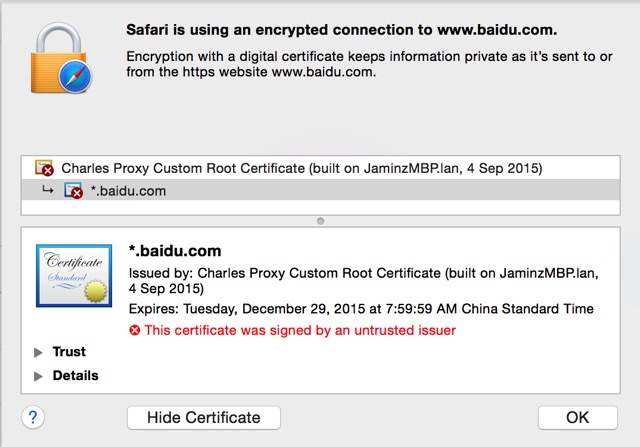 Safari is using an encrypted connection to www.baidu.com.
Encryption with a digital certificate keeps information private as it’s sent to or
from the https website www.baidu.com.
Charles Proxy Custom Root Certificate (built on JaminzMBP.lan, 4 Sep 2015)
*.baidu.com
Certificate
Standard
*.baidu.com
Issued by: Charles Proxy Custom Root Certificate (built on JaminzMBP.lan,
4 Sep 2015)
Expires: Tuesday, December 29, 2015 at 7:59:59 AM China Standard Time
This certificate was signed by an untrusted issuer
Trust
Details
?
Hide Certificate
OK